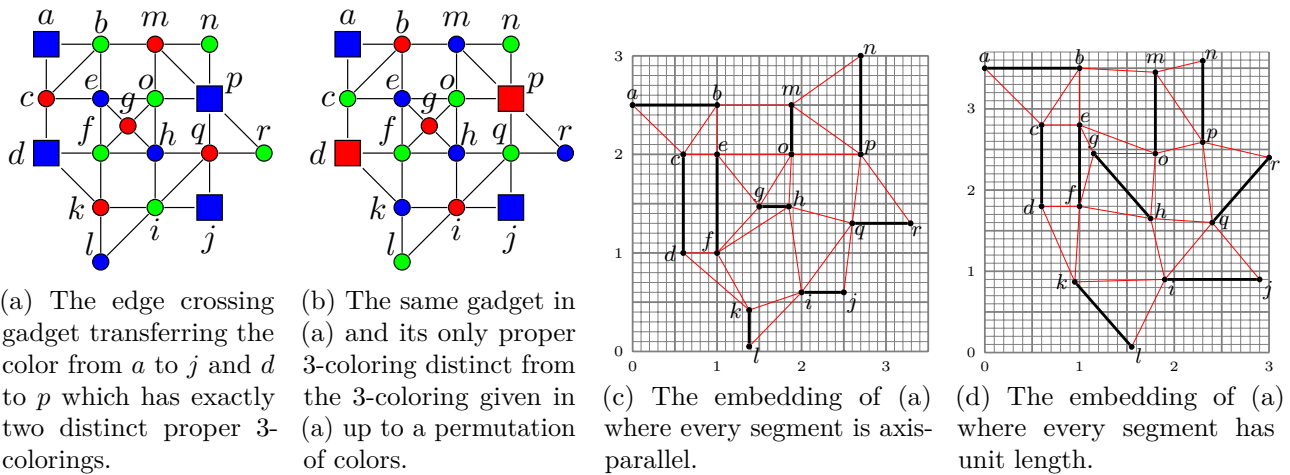 a b m n
c e o p
g
d f h q r
k i j
l
(a) The edge crossing
gadget transferring the
color from a to j and d
to p which has exactly
two distinct proper 3-
colorings.
a b m n
c e o p
g
d f h q r
k i j
l
(b) The same gadget in
(a) and its only proper
3-coloring distinct from
the 3-coloring given in
(a) up to a permutation
of colors.
3
n
a b m
2
c e o p
g h
q r
1
d f
i j
k
l
0
0 1 2 3
(c) The embedding of (a)
where every segment is axis-
parallel.
a b m n
3
c e
g o p r
2
d f h q
1
k i j
l
0
0 1 2 3
(d) The embedding of (a)
where every segment has
unit length.